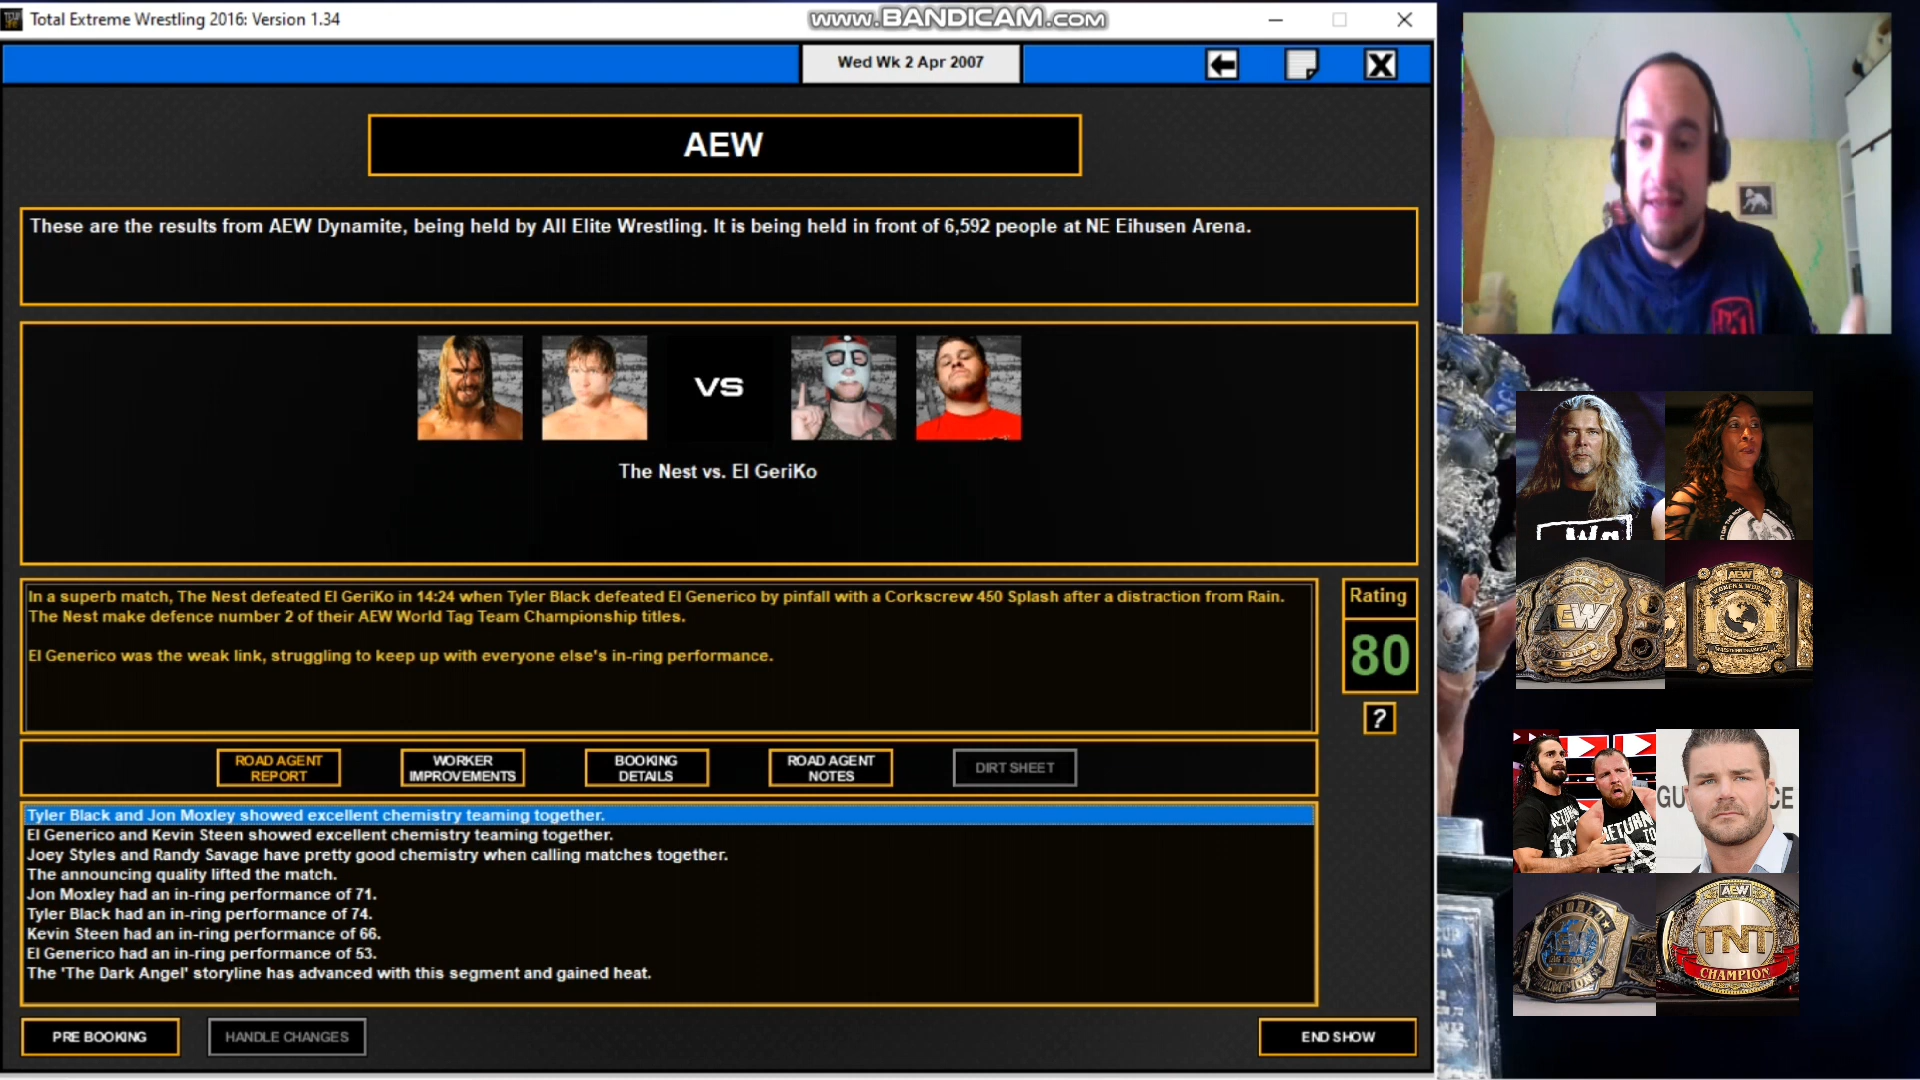 Total Extreme Wrestling 2016: Version 1.34
www.BANDICAM.com
Wed Wk 2 Apr 2007
AEW
These are the results from AEW Dynamite, being held by All Elite Wrestling. It is being held in front of 6,592 people at NE Eihusen Arena.
VS
The Nest vs. El GeriKo
In a superb match, The Nest defeated El GeriKo in 14:24 when Tyler Black defeated El Generico by pinfall with a Corkscrew 450 Splash after a distraction from Rain.
The Nest make defence number 2 of their AEW World Tag Team Championship titles.
El Generico was the weak link, struggling to keep up with everyone else's in-ring performance.
Rating
80
?
ROAD AGENT
REPORT
WORKER
IMPROVEMENTS
BOOKING
DETAILS
ROAD AGENT
NOTES
DIRT SHEET
Tyler Black and Jon Moxley showed excellent chemistry teaming together.
El Generico and Kevin Steen showed excellent chemistry teaming together.
Joey Styles and Randy Savage have pretty good chemistry when calling matches together.
The announcing quality lifted the match.
Jon Moxley had an in-ring performance of 71.
Tyler Black had an in-ring performance of 74.
Kevin Steen had an in-ring performance of 66.
El Generico had an in-ring performance of 53.
The 'The Dark Angel' storyline has advanced with this segment and gained heat.
PRE BOOKING
HANDLE CHANGES
END SHOW
AEW
AEW
GU CE
WORLD
AEW
TNT
CHAMPION